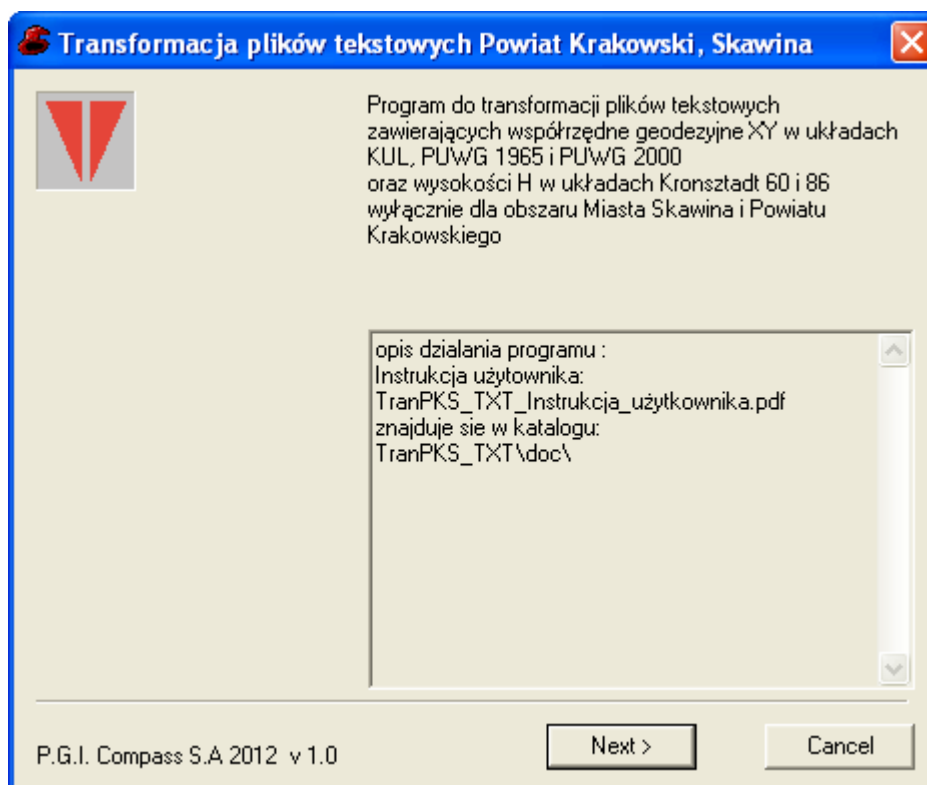 Transformacja plików tekstowych Powiat Krakowski, Skawina
Program do transformacji plików tekstowych
zawierających współrzędne geodezyjne XY w układach
KUL, PUWG 1965 i PUWG 2000
oraz wysokości H w układach Kronsztadt 60 i 86
wyłącznie dla obszaru Miasta Skawina i Powiatu
Krakowskiego
opis dzialania programu :
Instrukcja użytownika:
TranPKS_TXT_Instrukcja_użytkownika.pdf
znajduje sie w katalogu:
TranPKS_TXT\doc\
P.G.I. Compass S.A 2012 v 1.0
Next >
Cancel